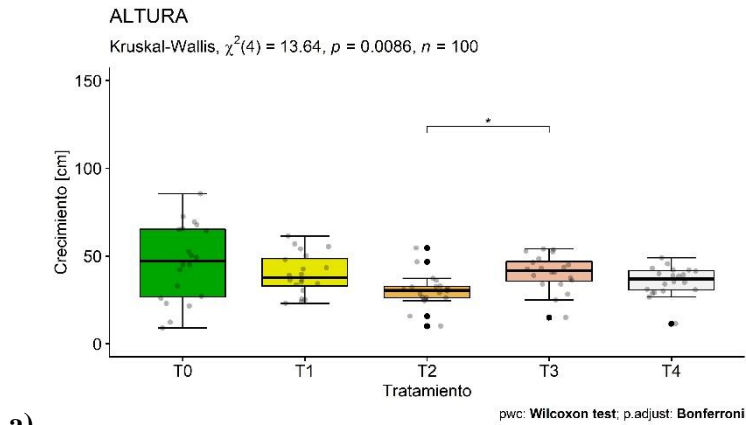 ALTURA
Kruskal-Wallis, χ²(4) = 13.64, p = 0.0086, n = 100
150
100
50
0
Crecimiento [cm]
*
T0 T1 T2 T3 T4
Tratamiento
pwc: Wilcoxon test; p.adjust: Bonferroni
a)